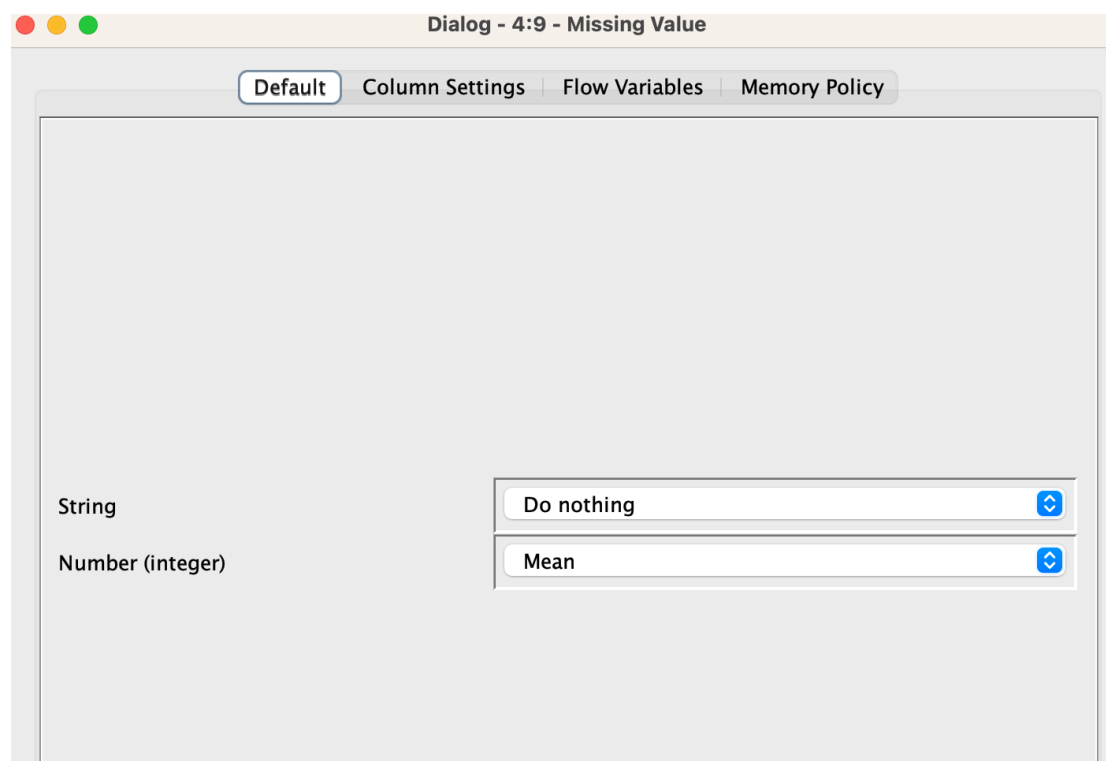 Dialog - 4:9 - Missing Value
Default Column Settings Flow Variables Memory Policy
String Do nothing
Number (integer) Mean